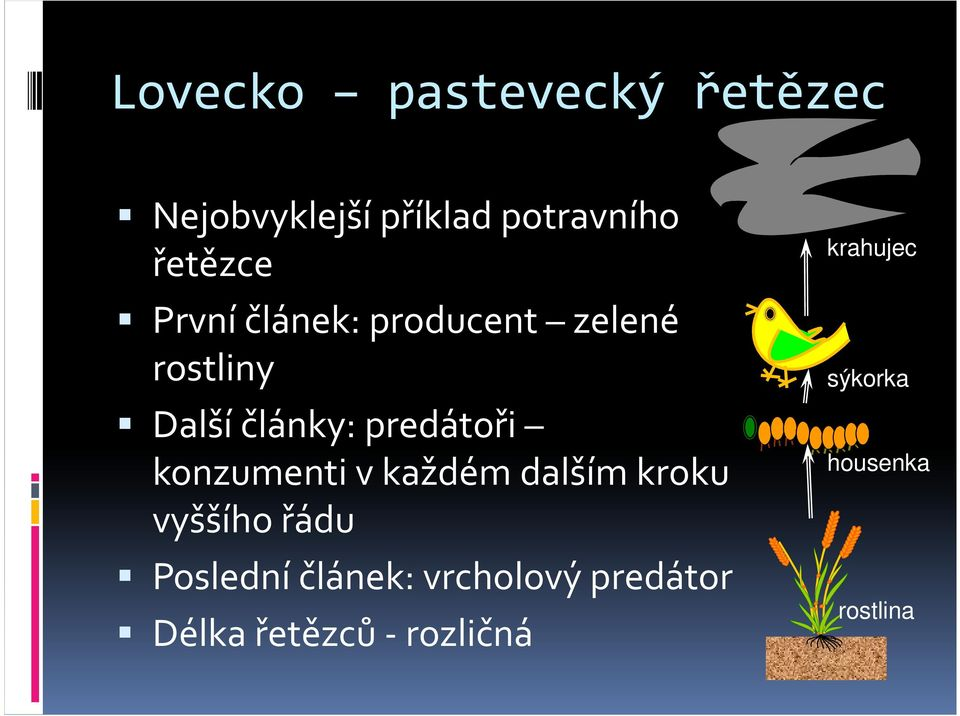 Lovecko – pastevecký řetězec
▪ Nejobvyklejší příklad potravního
řetězce
▪ První článek: producent – zelené
rostliny
▪ Další články: predátoři –
konzumenti v každém dalším kroku
vyššího řádu
▪ Poslední článek: vrcholový predátor
▪ Délka řetězců - rozličná
krahujec
sýkorka
housenka
rostlina